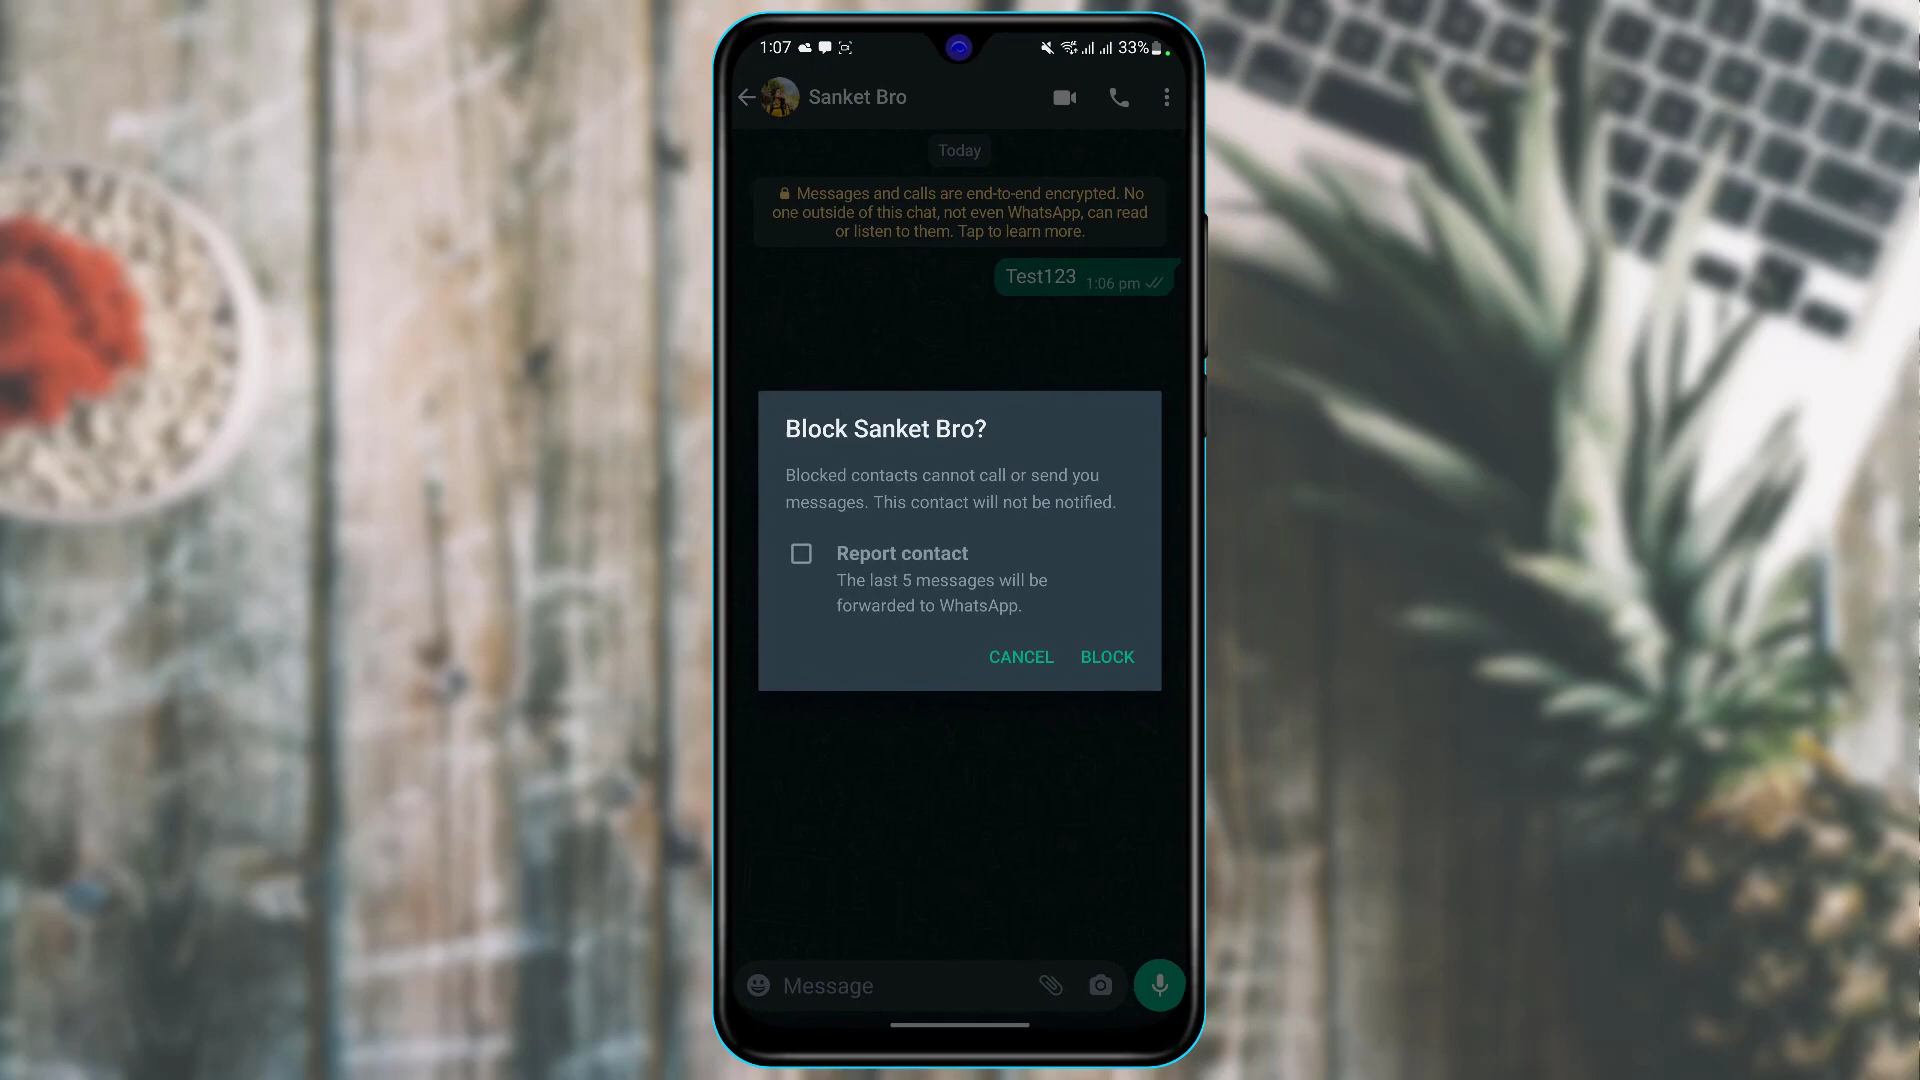 1:07 33%
Sanket Bro
Today
Messages and calls are end-to-end encrypted. No
one outside of this chat, not even WhatsApp, can read
or listen to them. Tap to learn more.
Test123 1:06 pm
Block Sanket Bro?
Blocked contacts cannot call or send you
messages. This contact will not be notified.
Report contact
The last 5 messages will be
forwarded to WhatsApp.
CANCEL BLOCK
Message